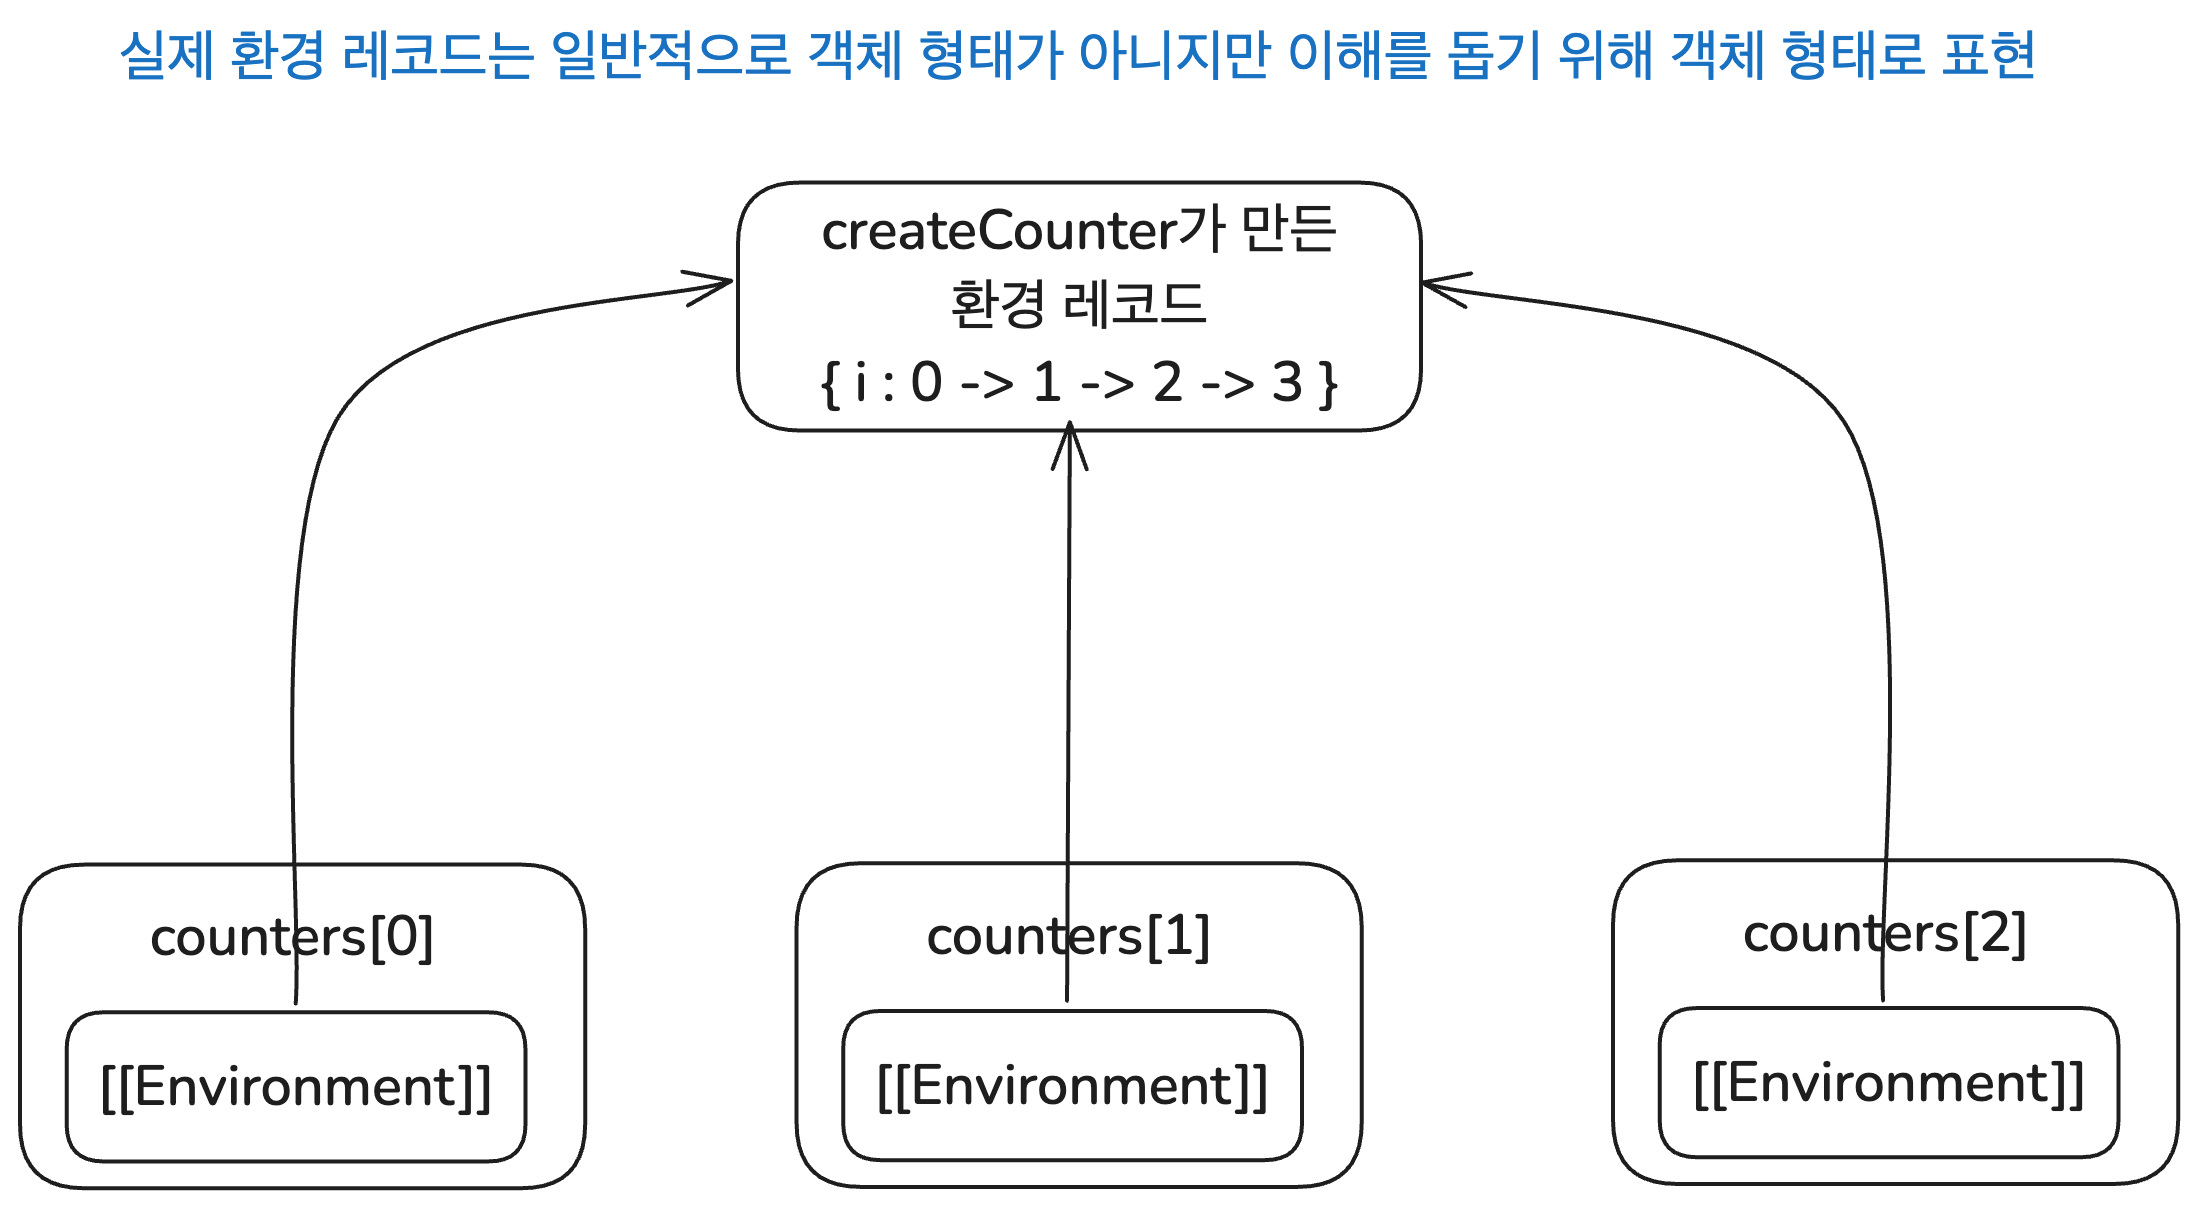 실제 환경 레코드는 일반적으로 객체 형태가 아니지만 이해를 돕기 위해 객체 형태로 표현
createCounter가 만든
환경 레코드
{ i : 0 -> 1 -> 2 -> 3 }
counters[0]
[[Environment]]
counters[1]
[[Environment]]
counters[2]
[[Environment]]